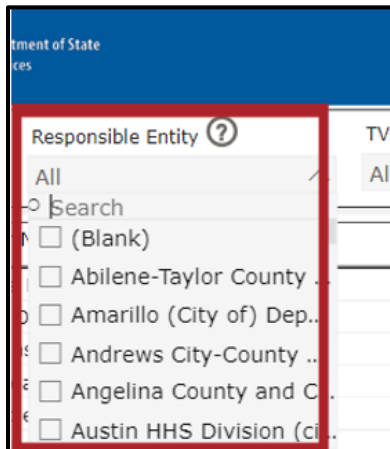 tment of State
ces
Responsible Entity ?
TV
All
Al
Search
(Blank)
Abilene-Taylor County ...
Amarillo (City of) Dep...
Andrews City-County ...
Angelina County and C...
Austin HHS Division (ci...